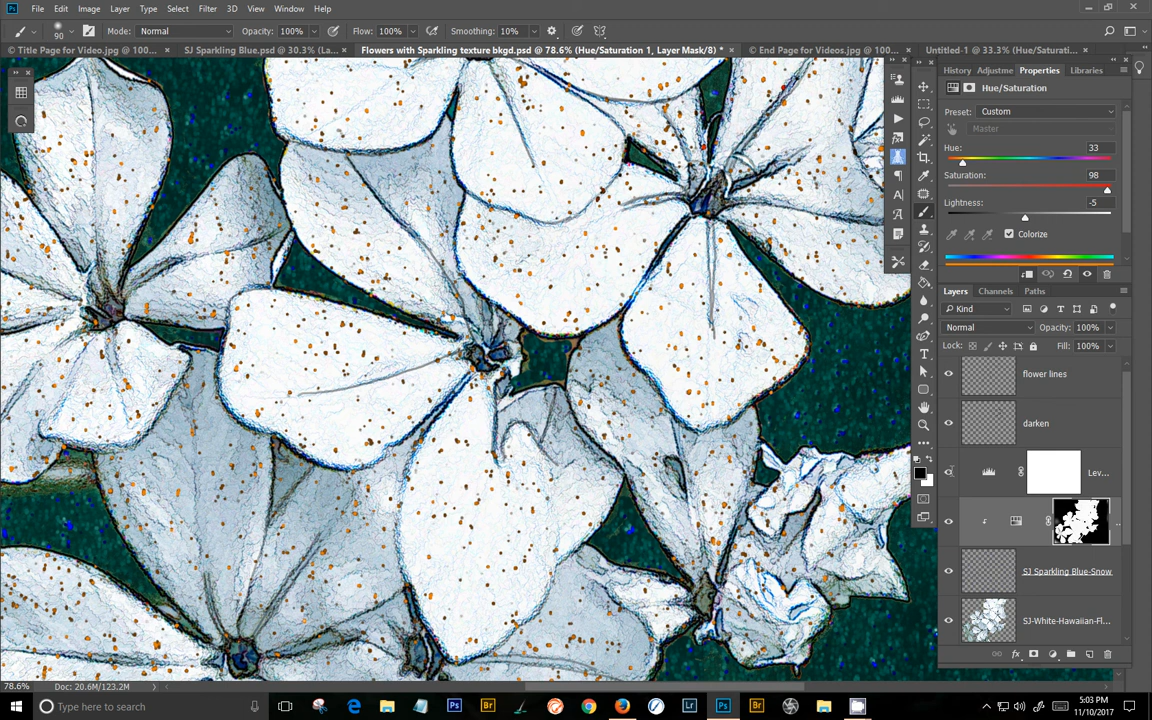 Ps File Edit Image Layer Type Select Filter 3D View Window Help
90 Mode: Normal Opacity: 100% Flow: 100% Smoothing: 10%
© Title Page for Video.jpg @ 100... × SJ Sparkling Blue.psd @ 30.3% (La... × Flowers with Sparkling texture bkgd.psd @ 78.6% (Hue/Saturation 1, Layer Mask/8) * × © End Page for Videos.jpg @ 100... × Untitled-1 @ 33.3% (Hue/Saturati... ×
History Adjustme Properties Libraries
Hue/Saturation
Preset: Custom
Master
Hue: 33
Saturation: 98
Lightness: -5
Colorize
Layers Channels Paths
Kind
Normal Opacity: 100%
Lock: Fill: 100%
flower lines
darken
Lev...
...
SJ Sparkling Blue-Snow
SJ-White-Hawaiian-Fl...
78.6% Doc: 20.6M/123.2M
Type here to search
5:03 PM
11/10/2017